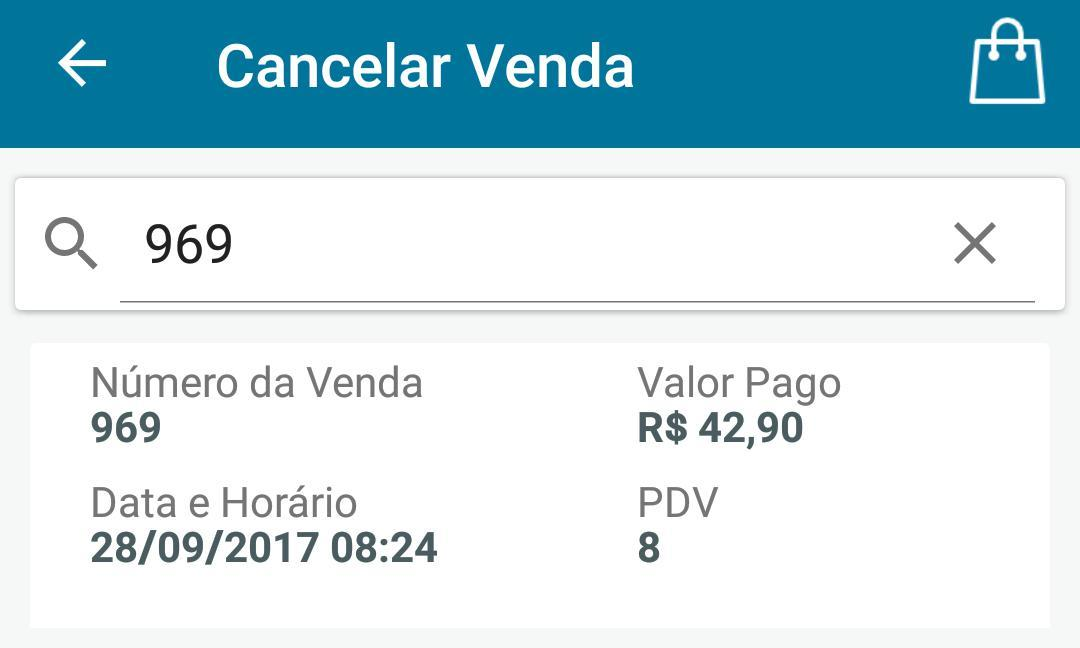 Cancelar Venda
969
Número da Venda
969
Valor Pago
R$ 42,90
Data e Horário
28/09/2017 08:24
PDV
8